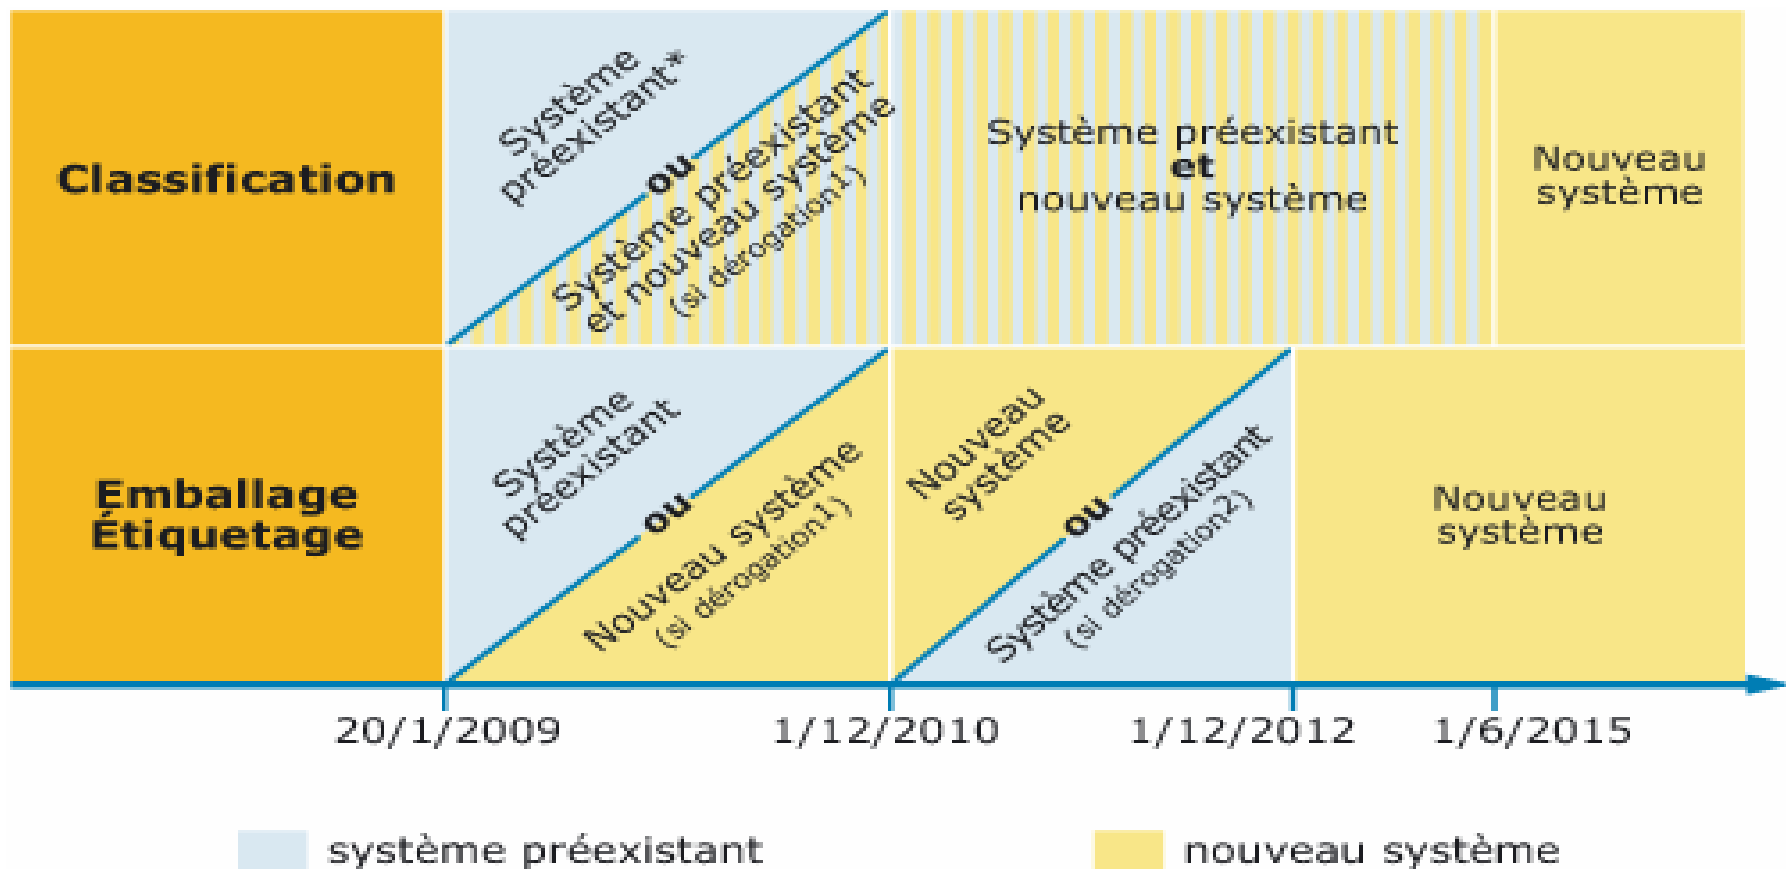 Classification
Système
préexistant*
ou
Système préexistant
et nouveau système
(si dérogation1)
Système préexistant
et
nouveau système
Nouveau
système
Emballage
Étiquetage
Système
préexistant
ou
Nouveau système
(si dérogation1)
Nouveau
système
ou
Système préexistant
(si dérogation2)
Nouveau
système
20/1/2009
1/12/2010
1/12/2012
1/6/2015
système préexistant
nouveau système